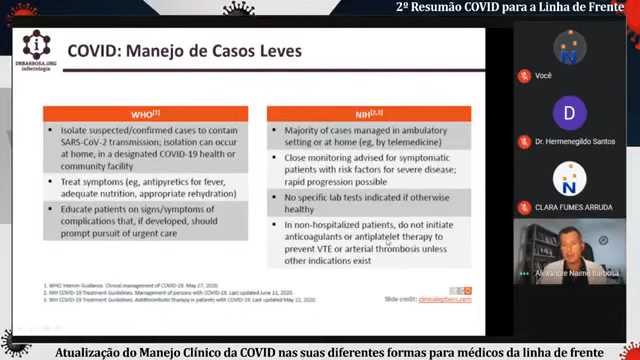 2º Resumão COVID para a Linha de Frente
DRBARBOSA.ORG
infectologia
COVID: Manejo de Casos Leves
WHO[1]
Isolate suspected/confirmed cases to contain
SARS-CoV-2 transmission; isolation can occur
at home, in a designated COVID-19 health or
community facility
Treat symptoms (eg, antipyretics for fever,
adequate nutrition, appropriate rehydration)
Educate patients on signs/symptoms of
complications that, if developed, should
prompt pursuit of urgent care
NIH[2,3]
Majority of cases managed in ambulatory
setting or at home (eg, by telemedicine)
Close monitoring advised for symptomatic
patients with risk factors for severe disease;
rapid progression possible
No specific lab tests indicated if otherwise
healthy
In non-hospitalized patients, do not initiate
anticoagulants or antiplatelet therapy to
prevent VTE or arterial thrombosis unless
other indications exist
1. WHO Interim Guidance. Clinical management of COVID-19. May 27, 2020.
2. NIH COVID-19 Treatment Guidelines. Management of persons with COVID-19. Last updated June 11, 2020.
3. NIH COVID-19 Treatment Guidelines. Antithrombotic therapy in patients with COVID-19. Last updated May 12, 2020.
Slide credit: clinicaloptions.com
N
Você
D
Dr. Hermenegildo Santos
N
CLARA FUMES ARRUDA
Alexandre Naime Barbosa
Atualização do Manejo Clínico da COVID nas suas diferentes formas para médicos da linha de frente